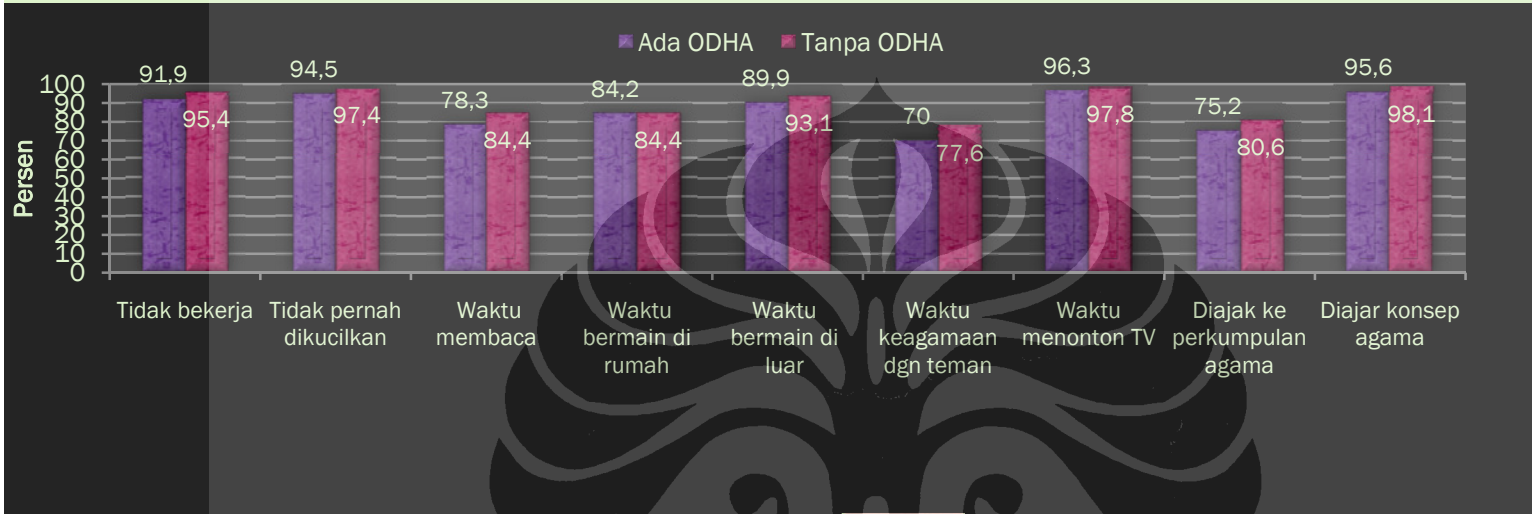 Ada ODHA Tanpa ODHA
Persen
100
90
80
70
60
50
40
30
20
10
0
91,9 94,5 78,3 84,2 89,9 70 96,3 75,2 95,6
95,4 97,4 84,4 84,4 93,1 77,6 97,8 80,6 98,1
Tidak bekerja
Tidak pernah
dikucilkan
Waktu
membaca
Waktu
bermain di
rumah
Waktu
bermain di
luar
Waktu
keagamaan
dgn teman
Waktu
menonton TV
Diajak ke
perkumpulan
agama
Diajar konsep
agama